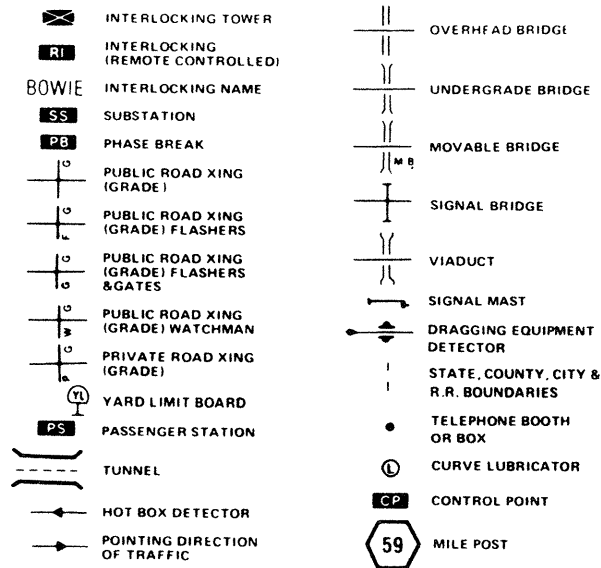 INTERLOCKING TOWER
RI INTERLOCKING
(REMOTE CONTROLLED)
BOWIE INTERLOCKING NAME
SS SUBSTATION
PB PHASE BREAK
G PUBLIC ROAD XING
(GRADE)
G PUBLIC ROAD XING
F (GRADE) FLASHERS
G PUBLIC ROAD XING
(GRADE) FLASHERS
G &GATES
G PUBLIC ROAD XING
W (GRADE) WATCHMAN
G PRIVATE ROAD XING
P (GRADE)
YL YARD LIMIT BOARD
PS PASSENGER STATION
TUNNEL
HOT BOX DETECTOR
POINTING DIRECTION
OF TRAFFIC
OVERHEAD BRIDGE
UNDERGRADE BRIDGE
MOVABLE BRIDGE
M B
SIGNAL BRIDGE
VIADUCT
SIGNAL MAST
DRAGGING EQUIPMENT
DETECTOR
STATE, COUNTY, CITY &
R.R. BOUNDARIES
TELEPHONE BOOTH
OR BOX
L CURVE LUBRICATOR
CP CONTROL POINT
59 MILE POST